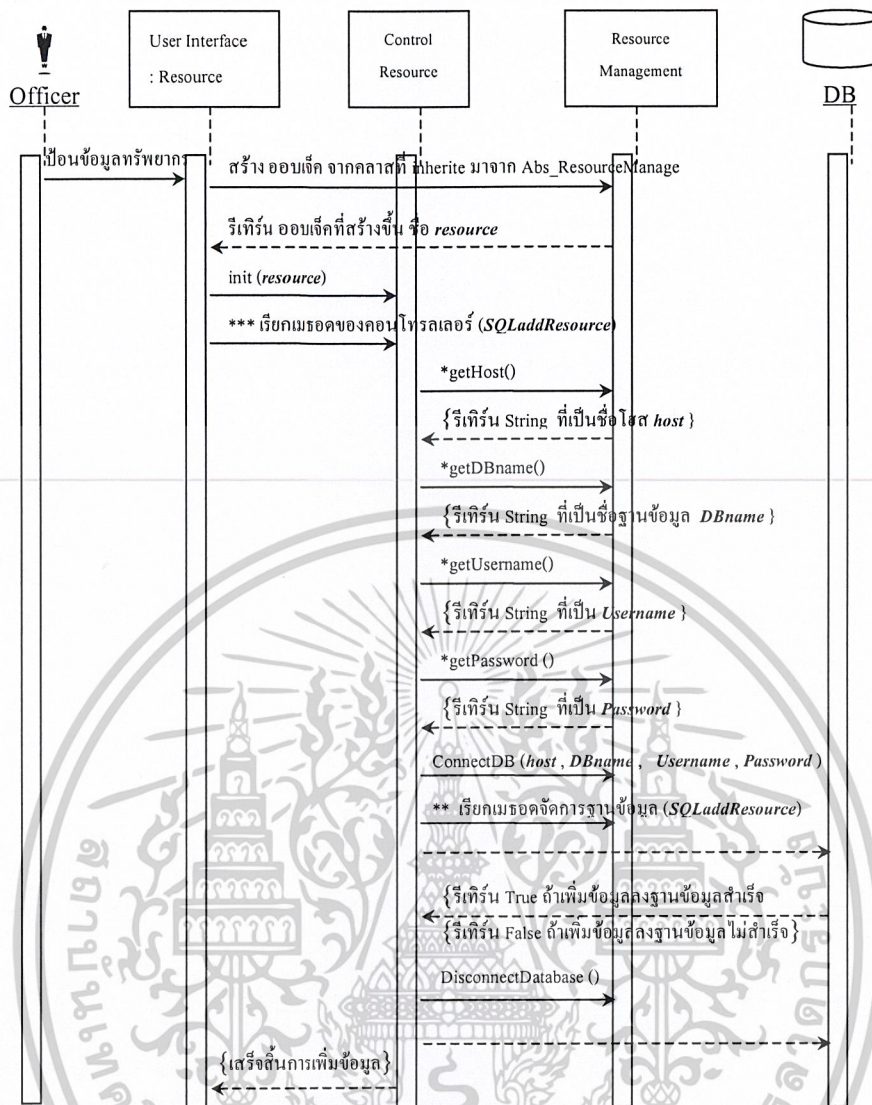 User Interface
: Resource
Control
Resource
Resource
Management
Officer
DB
ป้อนข้อมูลทรัพยากร
สร้าง ออบเจ็ค จากคลาสที่ inherite มาจาก Abs_ResourceManage
รีเทิร์น ออบเจ็คที่สร้างขึ้น ชื่อ resource
init (resource)
*** เรียกเมธอดของคอนโทรลเลอร์ (SQLaddResource)
*getHost()
{รีเทิร์น String ที่เป็นชื่อโฮส host }
*getDBname()
{รีเทิร์น String ที่เป็นชื่อฐานข้อมูล DBname }
*getUsername()
{รีเทิร์น String ที่เป็น Username }
*getPassword ()
{รีเทิร์น String ที่เป็น Password }
ConnectDB (host , DBname , Username , Password )
** เรียกเมธอดจัดการฐานข้อมูล (SQLaddResource)
{รีเทิร์น True ถ้าเพิ่มข้อมูลลงฐานข้อมูลสำเร็จ
{รีเทิร์น False ถ้าเพิ่มข้อมูลลงฐานข้อมูลไม่สำเร็จ}
DisconnectDatabase ()
{เสร็จสิ้นการเพิ่มข้อมูล}